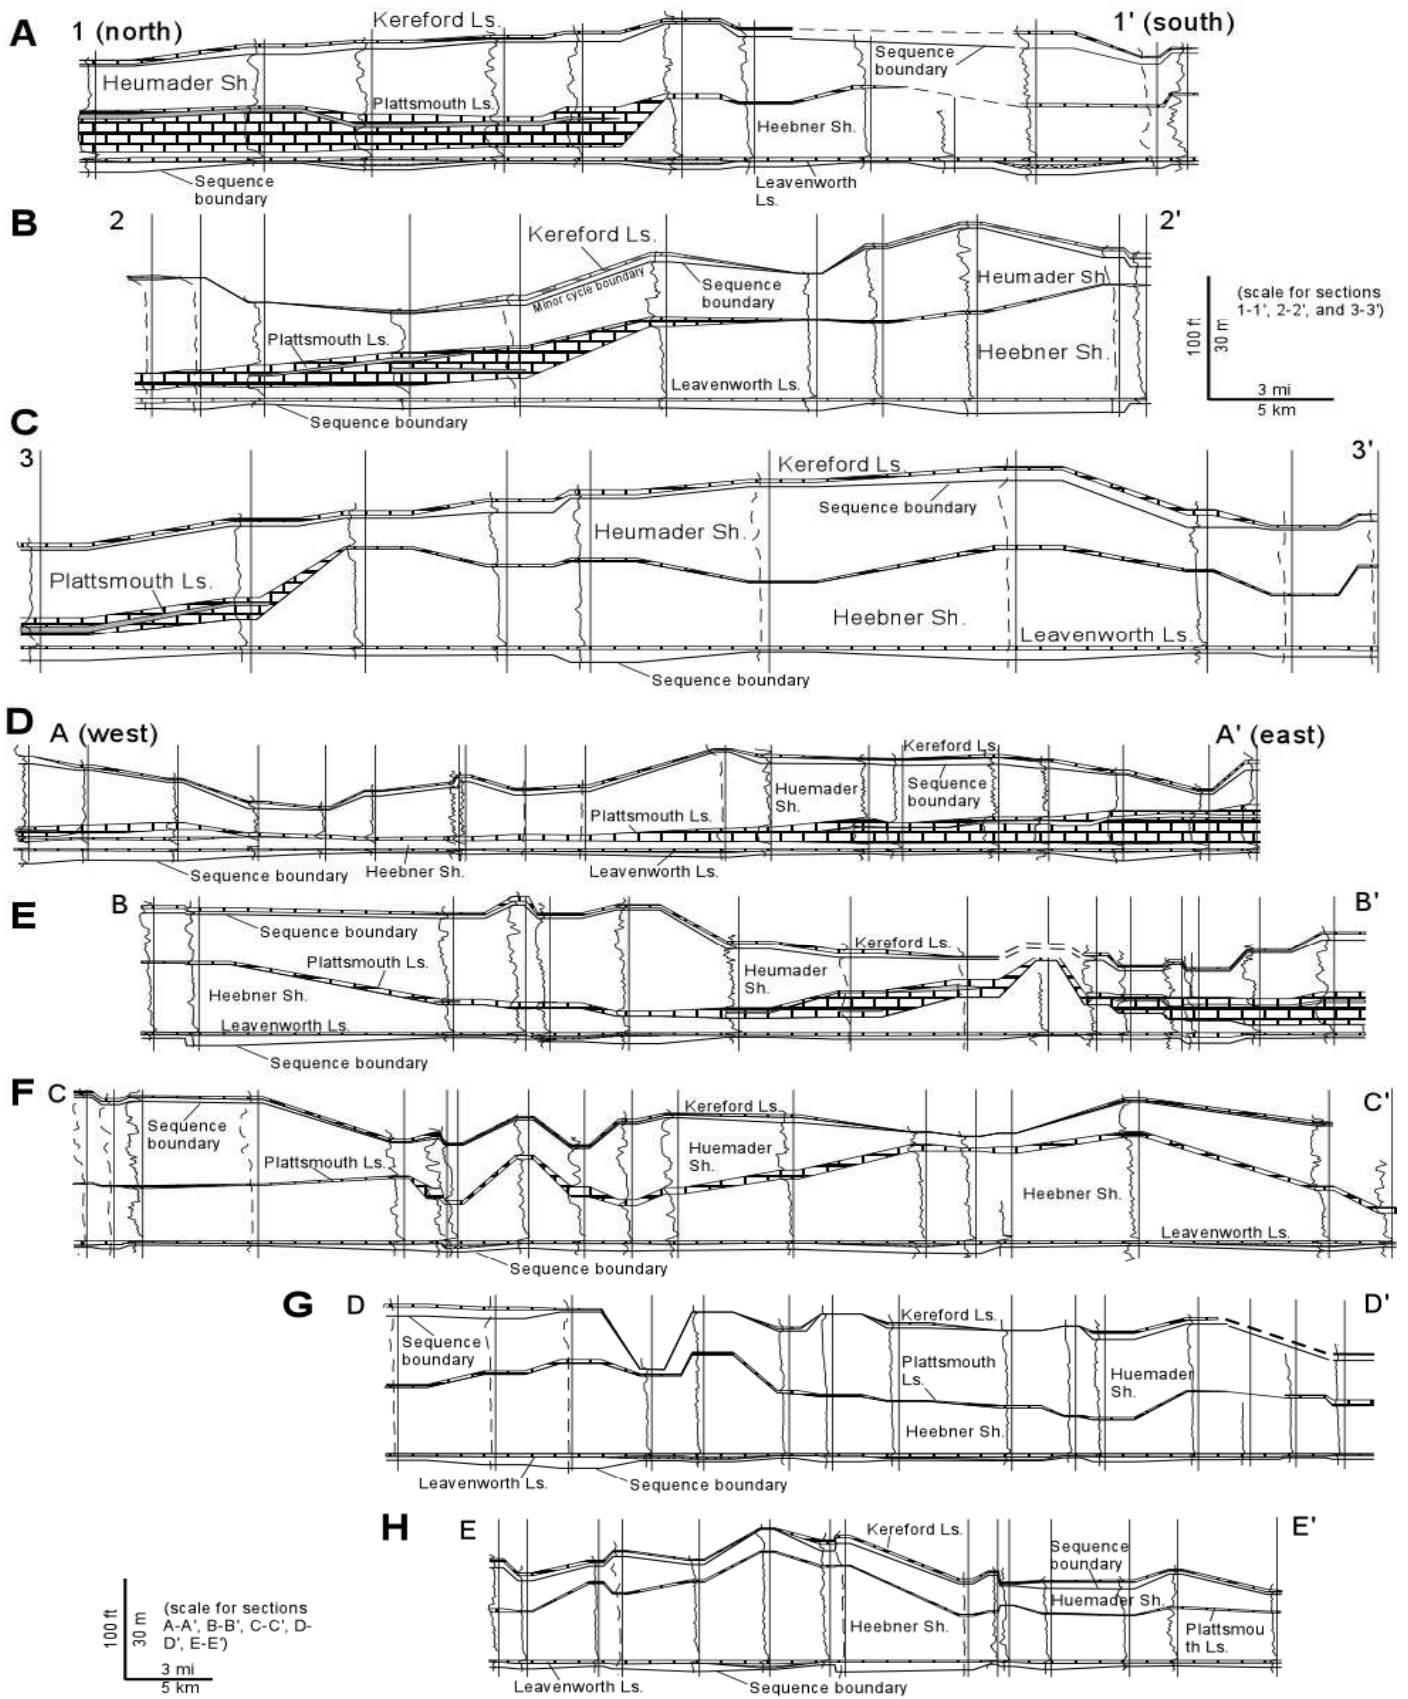 A
1 (north)
Kereford Ls.
1' (south)
Sequence
boundary
Heumader Sh.
Plattsmouth Ls.
Heebner Sh.
Sequence
boundary
Leavenworth
Ls.
B
2
2'
Kereford Ls.
Minor cycle boundary
Sequence
boundary
Heumader Sh.
Plattsmouth Ls.
Heebner Sh.
Leavenworth Ls.
Sequence boundary
100 ft
30 m
(scale for sections
1-1', 2-2', and 3-3')
3 mi
5 km
C
3
3'
Kereford Ls.
Sequence boundary
Heumader Sh.
Plattsmouth Ls.
Heebner Sh.
Leavenworth Ls.
Sequence boundary
D
A (west)
A' (east)
Kereford Ls.
Huemader
Sh.
Sequence
boundary
Plattsmouth Ls.
Sequence boundary
Heebner Sh.
Leavenworth Ls.
E
B
B'
Sequence boundary
Kereford Ls.
Plattsmouth Ls.
Heumader
Sh.
Heebner Sh.
Leavenworth Ls.
Sequence boundary
F
C
C'
Kereford Ls.
Sequence
boundary
Huemader
Sh.
Plattsmouth Ls.
Heebner Sh.
Leavenworth Ls.
Sequence boundary
G
D
D'
Kereford Ls.
Sequence
boundary
Plattsmouth
Ls.
Huemader
Sh.
Heebner Sh.
Leavenworth Ls.
Sequence boundary
H
E
E'
Kereford Ls.
Sequence
boundary
Huemader Sh.
Heebner Sh.
Plattsmou
th Ls.
Leavenworth Ls.
Sequence boundary
100 ft
30 m
(scale for sections
A-A', B-B', C-C', D-
D', E-E')
3 mi
5 km